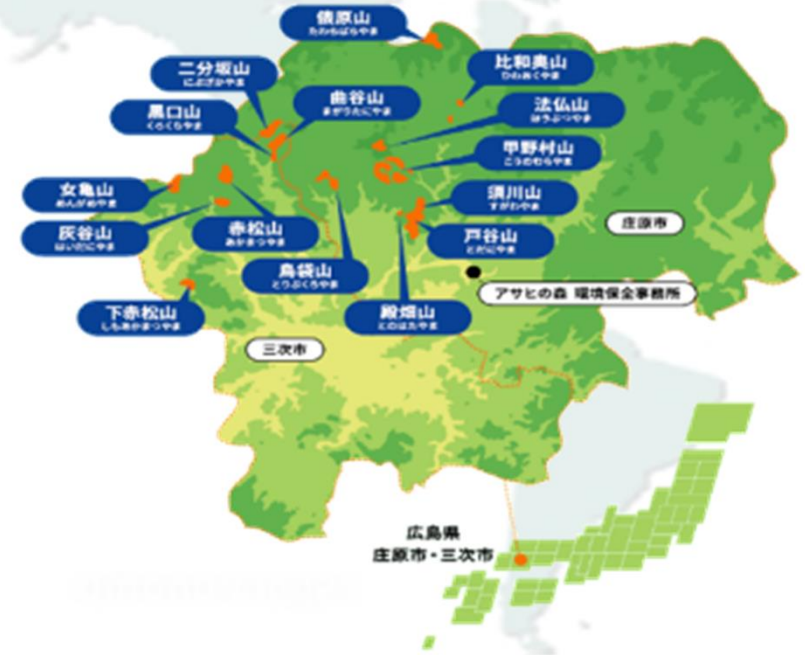 俵原山
たわらばらやま
二分坂山
にぶざかやま
比和奥山
ひわおくやま
曲谷山
まがりだにやま
法仏山
ほうぶつやま
黒口山
くろくちやま
甲野村山
こうのむらやま
女亀山
めんがめやま
須川山
すがわやま
庄原市
灰谷山
はいだにやま
赤松山
あかまつやま
戸谷山
とだにやま
鳥袋山
とりぶくろやま
アサヒの森 環境保全事務所
下赤松山
しもあかまつやま
殿畑山
とのはたやま
三次市
広島県
庄原市・三次市